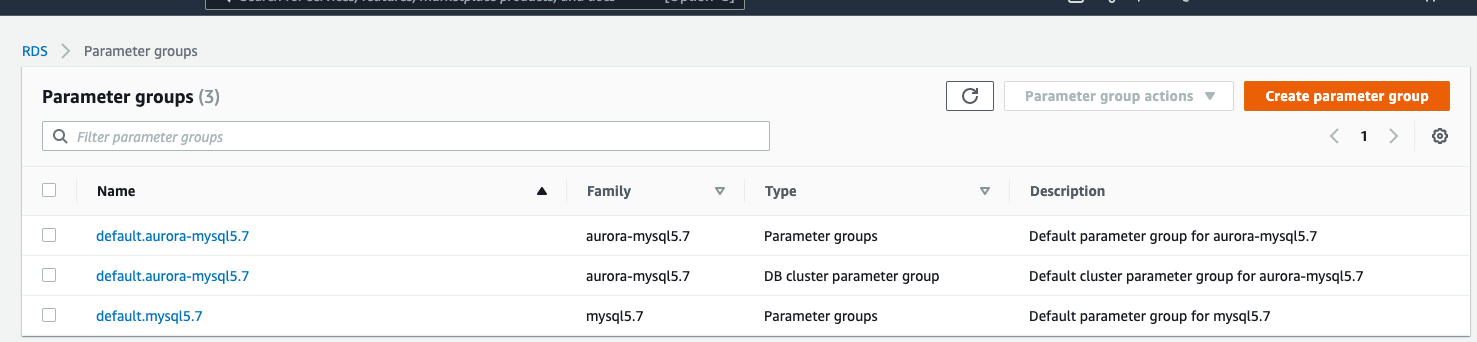 RDS > Parameter groups
Parameter groups (3)
Parameter group actions
Create parameter group
Filter parameter groups
1
Name Family Type Description
default.aurora-mysql5.7 aurora-mysql5.7 Parameter groups Default parameter group for aurora-mysql5.7
default.aurora-mysql5.7 aurora-mysql5.7 DB cluster parameter group Default cluster parameter group for aurora-mysql5.7
default.mysql5.7 mysql5.7 Parameter groups Default parameter group for mysql5.7